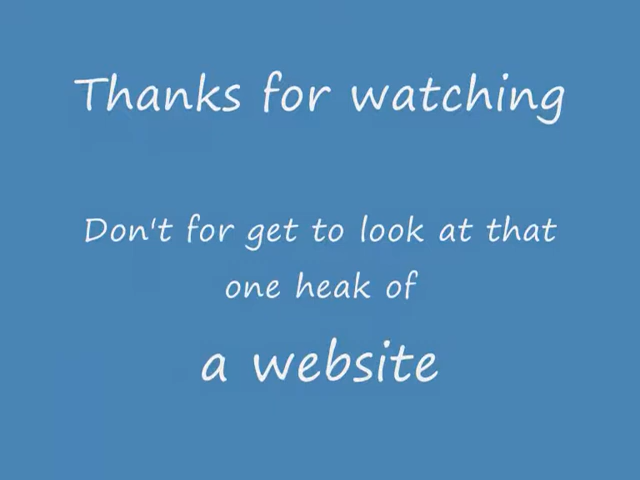 Thanks for watching
Don't for get to look at that
one heak of
a website